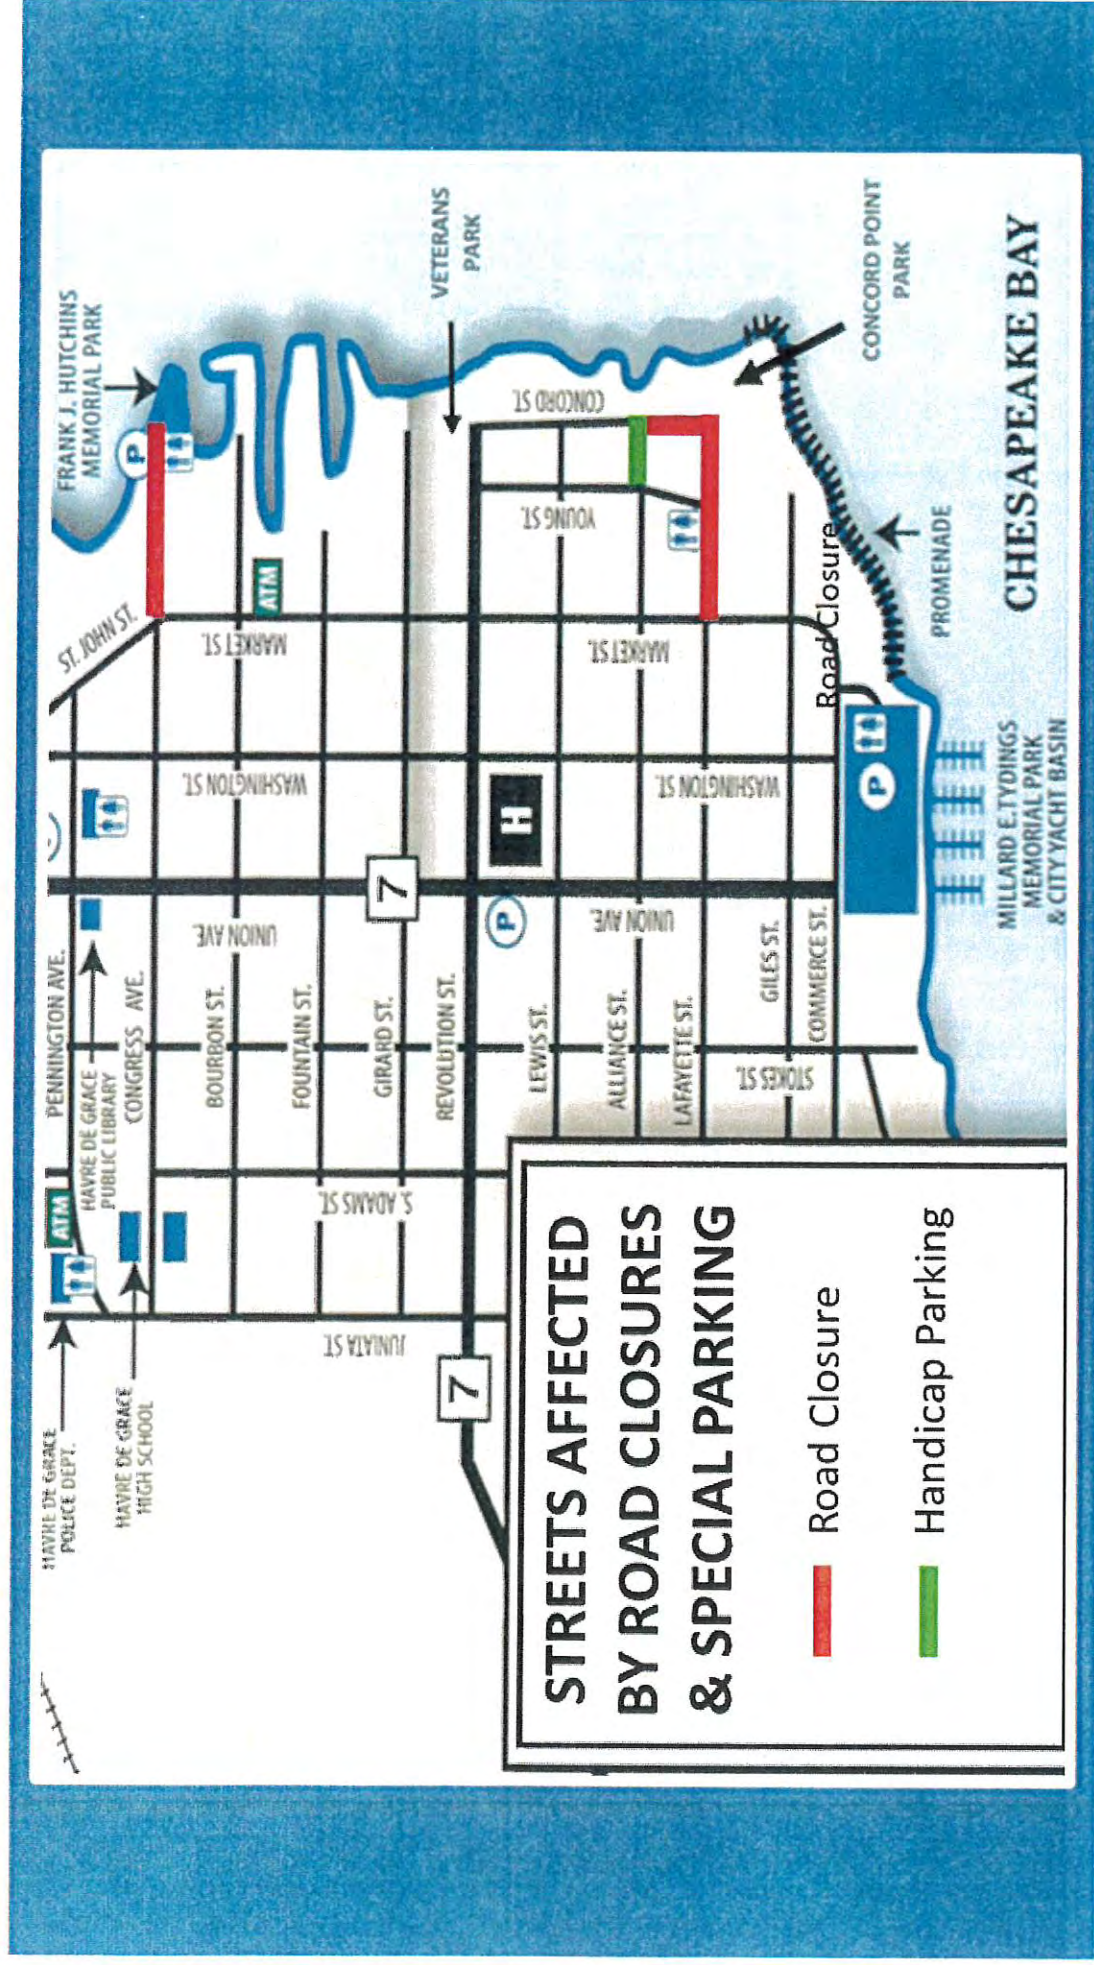 FRANK J. HUTCHINS
MEMORIAL PARK
P
ST. JOHN ST.
ATM
MARKET ST.
WASHINGTON ST.
PENNINGTON AVE.
HAVRE DE GRACE
PUBLIC LIBRARY
CONGRESS AVE.
UNION AVE.
BOURBON ST.
FOUNTAIN ST.
GIRARD ST.
7
REVOLUTION ST.
VETERANS
PARK
CONCORD ST.
YOUNG ST.
MARKET ST.
H
P
WASHINGTON ST.
UNION AVE.
LEWIS ST.
ALLIANCE ST.
LAFAYETTE ST.
GILES ST.
COMMERCE ST.
STOKES ST.
ATM
S. ADAMS ST.
JUNIATA ST.
7
HAVRE DE GRACE
POLICE DEPT.
HAVRE DE GRACE
HIGH SCHOOL
CONCORD POINT
PARK
Road Closure
PROMENADE
P
MILLARD E. TYDINGS
MEMORIAL PARK
& CITY YACHT BASIN
CHESAPEAKE BAY
STREETS AFFECTED
BY ROAD CLOSURES
& SPECIAL PARKING
Road Closure
Handicap Parking